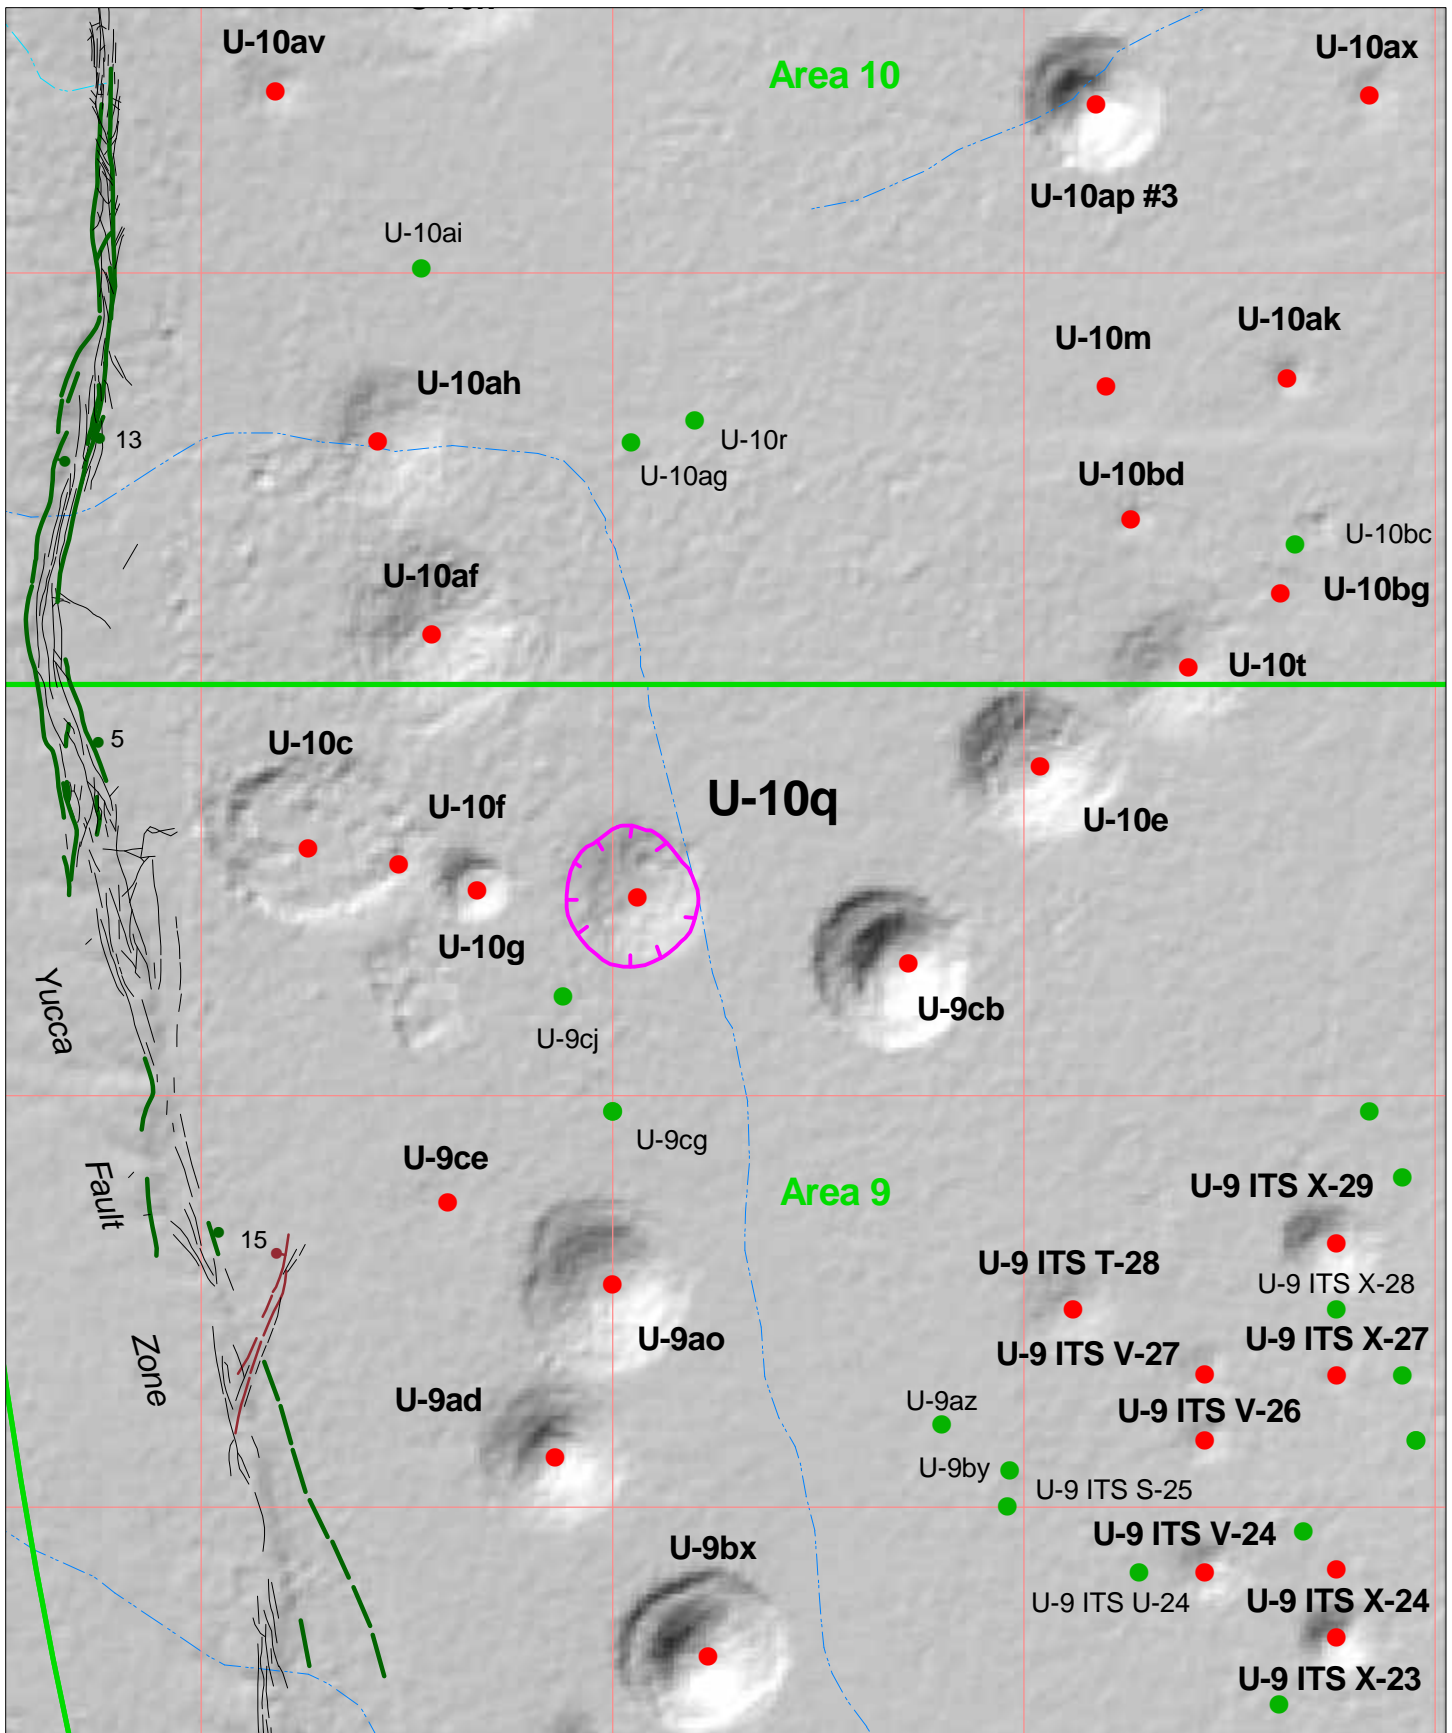 U-10av
Area 10
U-10ax
U-10ap #3
U-10ai
U-10m
U-10ak
U-10ah
13
U-10r
U-10ag
U-10bd
U-10bc
U-10af
U-10bg
U-10t
5
U-10c
U-10q
U-10f
U-10e
U-10g
Yucca
U-9cb
U-9cj
U-9cg
U-9ce
Fault
Area 9
U-9 ITS X-29
15
U-9 ITS T-28
U-9 ITS X-28
U-9ao
U-9 ITS V-27
U-9 ITS X-27
Zone
U-9ad
U-9az
U-9 ITS V-26
U-9by
U-9 ITS S-25
U-9 ITS V-24
U-9bx
U-9 ITS U-24
U-9 ITS X-24
U-9 ITS X-23